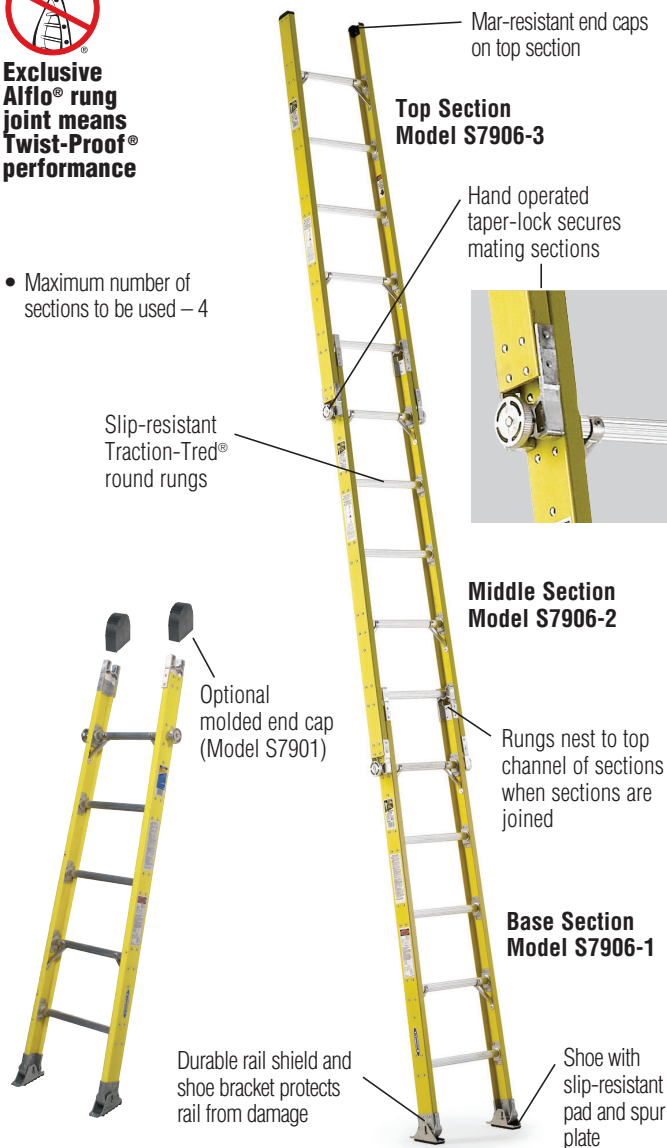 ®
Exclusive
Alflo® rung
joint means
Twist-Proof®
performance
• Maximum number of
sections to be used – 4
Mar-resistant end caps
on top section
Top Section
Model S7906-3
Hand operated
taper-lock secures
mating sections
Slip-resistant
Traction-Tred®
round rungs
Middle Section
Model S7906-2
Optional
molded end cap
(Model S7901)
Rungs nest to top
channel of sections
when sections are
joined
Base Section
Model S7906-1
Durable rail shield and
shoe bracket protects
rail from damage
Shoe with
slip-resistant
pad and spur
plate